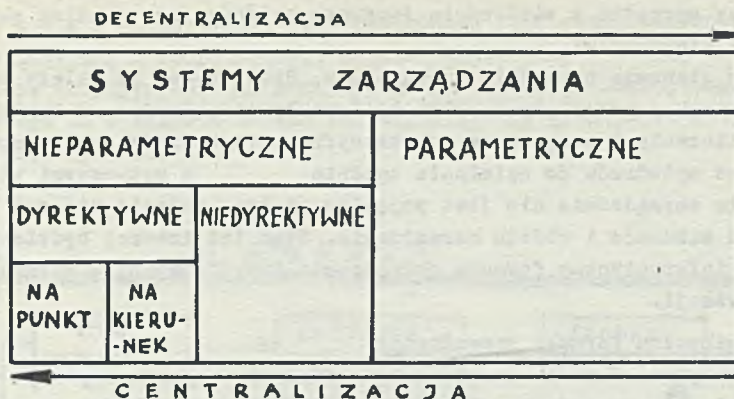 DECENTRALIZACJA
SYSTEMY ZARZĄDZANIA
NIEPARAMETRYCZNE PARAMETRYCZNE
DYREKTYWNE NIEDYREKTYWNE
NA PUNKT
NA KIERU-
-NEK
CENTRALIZACJA